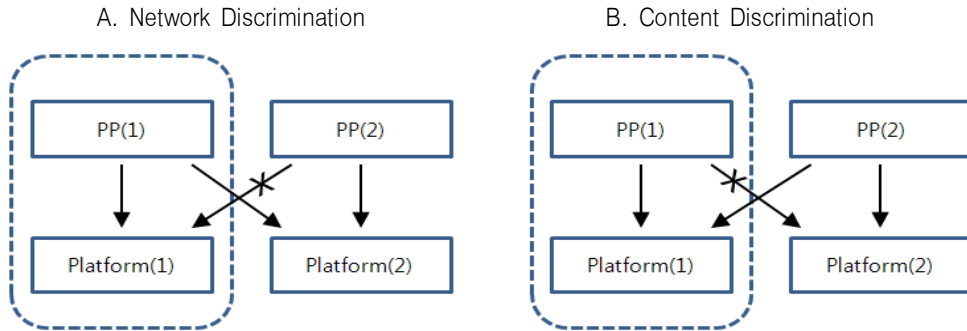 A. Network Discrimination
B. Content Discrimination
PP(1)
PP(2)
PP(1)
PP(2)
Platform(1)
Platform(2)
Platform(1)
Platform(2)